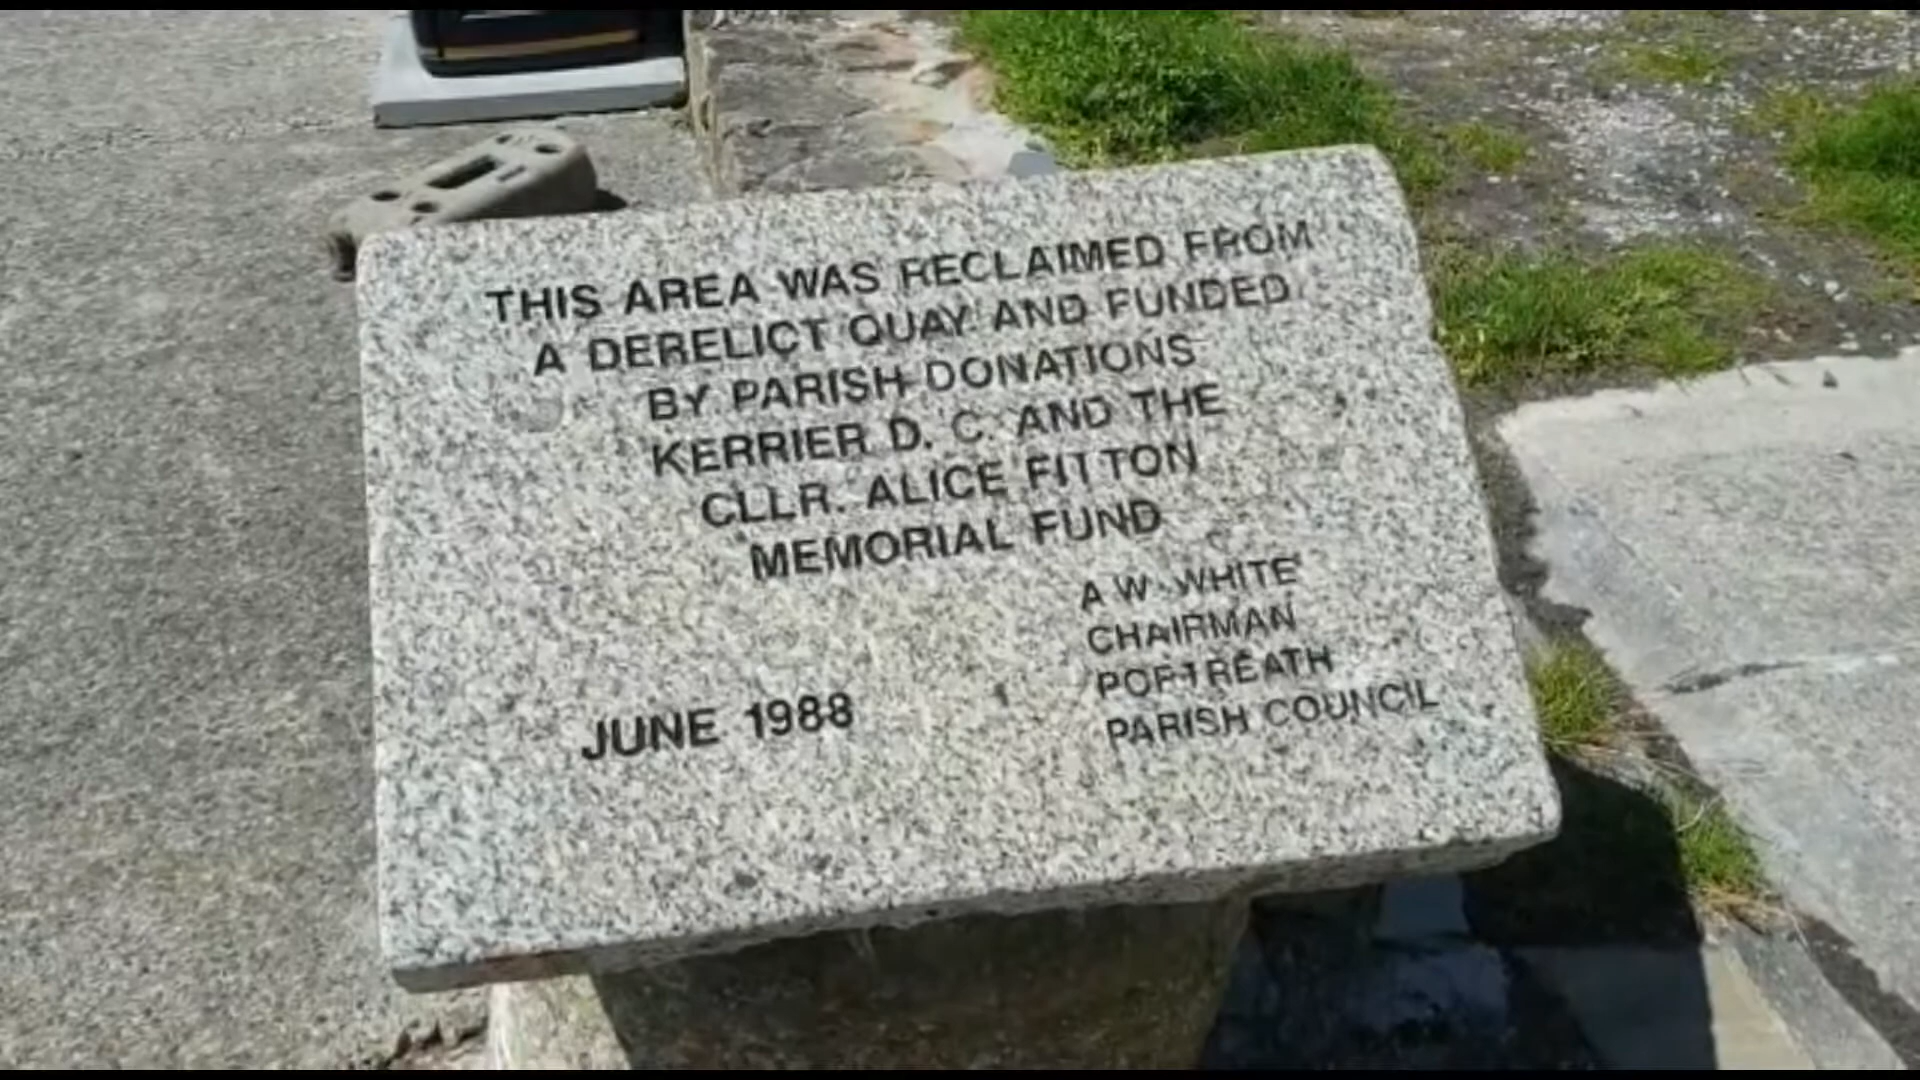 THIS AREA WAS RECLAIMED FROM
A DERELICT QUAY AND FUNDED
BY PARISH DONATIONS
KERRIER D. C. AND THE
CLLR. ALICE FITTON
MEMORIAL FUND
A W WHITE
CHAIRMAN
PORTREATH
PARISH COUNCIL
JUNE 1988